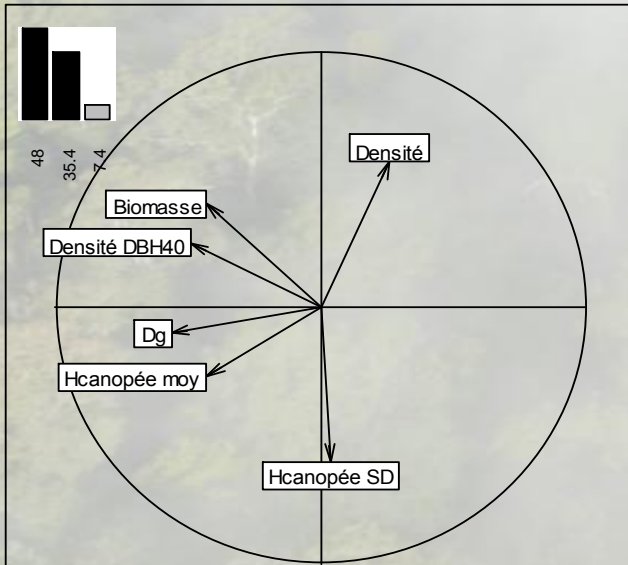 48
35.4
7.4
Densité
Biomasse
Densité DBH40
Dg
Hcanopée moy
Hcanopée SD